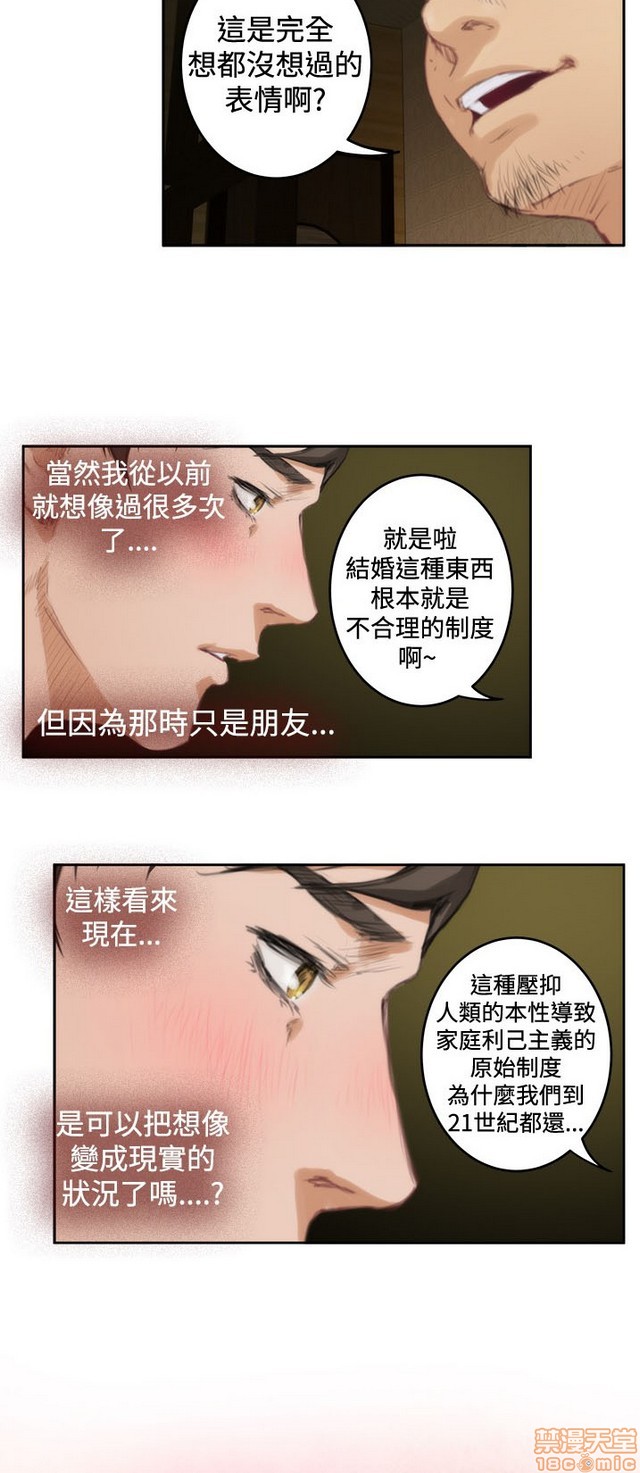 這是完全
想都沒想過的
表情啊?
當然我從以前
就想像過很多次
了....
就是啦
結婚這種東西
根本就是
不合理的制度
啊~
但因為那時只是朋友...
這樣看來
現在...
這種壓抑
人類的本性導致
家庭利己主義的
原始制度
為什麼我們到
21世紀都還...
是可以把想像
變成現實的
狀況了嗎....?
禁漫天堂
18comic